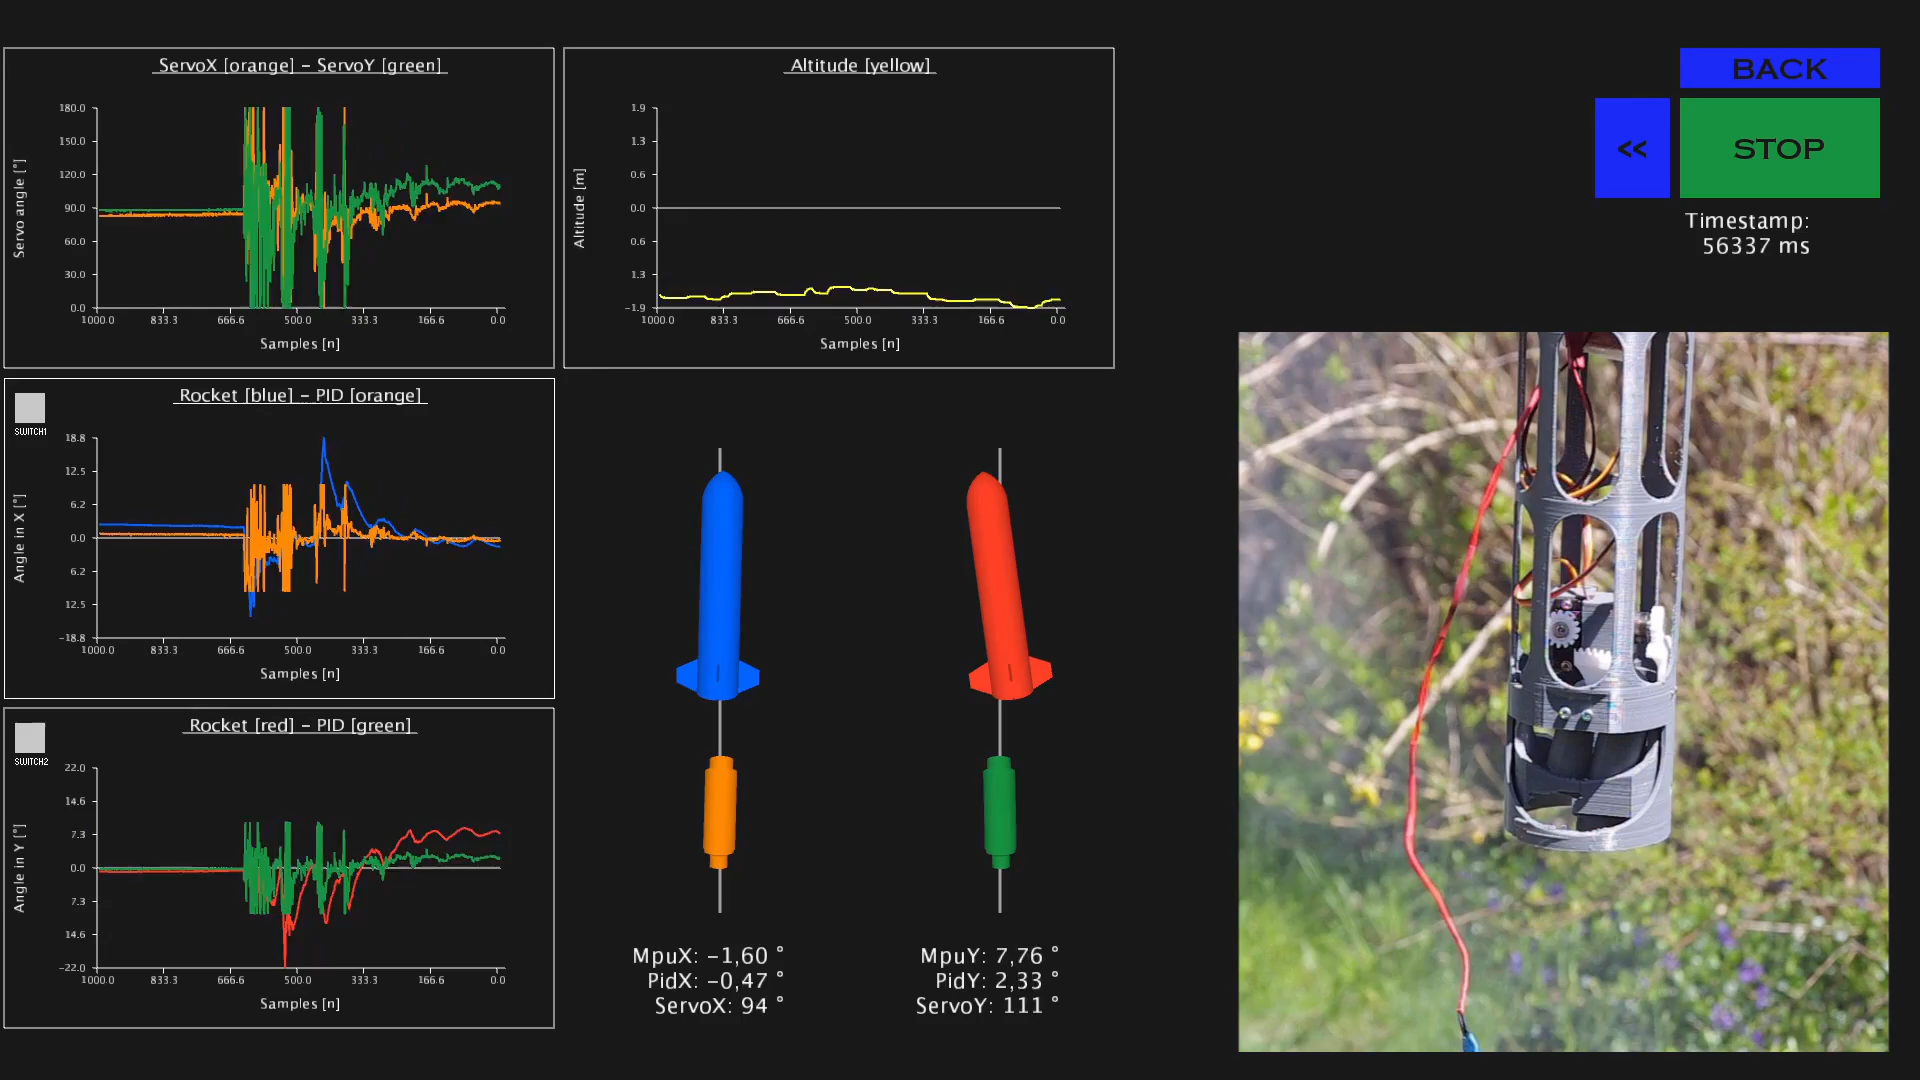 BACK
<<
STOP
Timestamp:
56337 ms
ServoX [orange] – ServoY [green]
Servo angle [°]
180.0
150.0
120.0
90.0
60.0
30.0
0.0
1000.0 833.3 666.6 500.0 333.3 166.6 0.0
Samples [n]
Altitude [yellow]
Altitude [m]
1.9
1.3
0.6
0.0
0.6
1.3
−1.9
1000.0 833.3 666.6 500.0 333.3 166.6 0.0
Samples [n]
Rocket [blue] – PID [orange]
SWITCH1
Angle in X [°]
18.8
12.5
6.2
0.0
6.2
12.5
−18.8
1000.0 833.3 666.6 500.0 333.3 166.6 0.0
Samples [n]
Rocket [red] – PID [green]
SWITCH2
Angle in Y [°]
22.0
14.6
7.3
0.0
7.3
14.6
−22.0
1000.0 833.3 666.6 500.0 333.3 166.6 0.0
Samples [n]
MpuX: −1,60 °
PidX: −0,47 °
ServoX: 94 °
MpuY: 7,76 °
PidY: 2,33 °
ServoY: 111 °